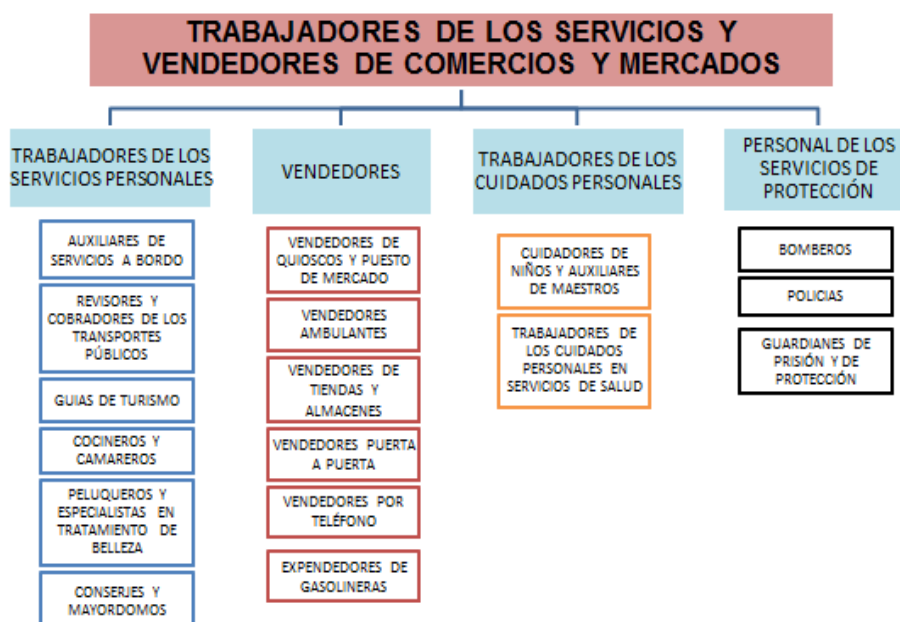 TRABAJADORES DE LOS SERVICIOS Y
VENDEDORES DE COMERCIOS Y MERCADOS
TRABAJADORES DE LOS
SERVICIOS PERSONALES
AUXILIARES DE
SERVICIOS A BORDO
REVISORES Y
COBRADORES DE LOS
TRANSPORTES
PÚBLICOS
GUIAS DE TURISMO
COCINEROS Y
CAMAREROS
PELUQUEROS Y
ESPECIALISTAS EN
TRATAMIENTO DE
BELLEZA
CONSERJES Y
MAYORDOMOS
VENDEDORES
VENDEDORES DE
QUIOSCOS Y PUESTO
DE MERCADO
VENDEDORES
AMBULANTES
VENDEDORES DE
TIENDAS Y
ALMACENES
VENDEDORES PUERTA
A PUERTA
VENDEDORES POR
TELÉFONO
EXPENDEDORES DE
GASOLINERAS
TRABAJADORES DE LOS
CUIDADOS PERSONALES
CUIDADORES DE
NIÑOS Y AUXILIARES
DE MAESTROS
TRABAJADORES DE
LOS CUIDADOS
PERSONALES EN
SERVICIOS DE SALUD
PERSONAL DE LOS
SERVICIOS DE
PROTECCIÓN
BOMBEROS
POLICIAS
GUARDIANES DE
PRISIÓN Y DE
PROTECCIÓN